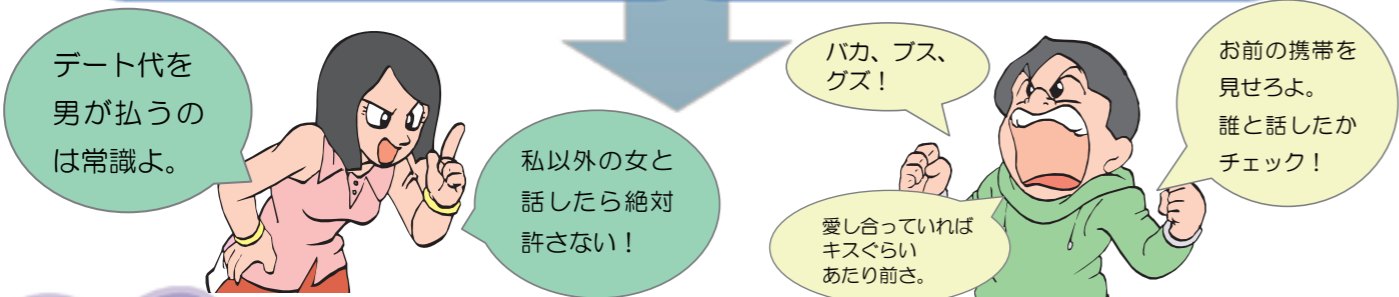 デート代を
男が払うの
は常識よ。
私以外の女と
話したら絶対
許さない！
バカ、ブス、
グズ！
愛し合っていれば
キスぐらい
あたり前さ。
お前の携帯を
見せろよ。
誰と話したか
チェック！